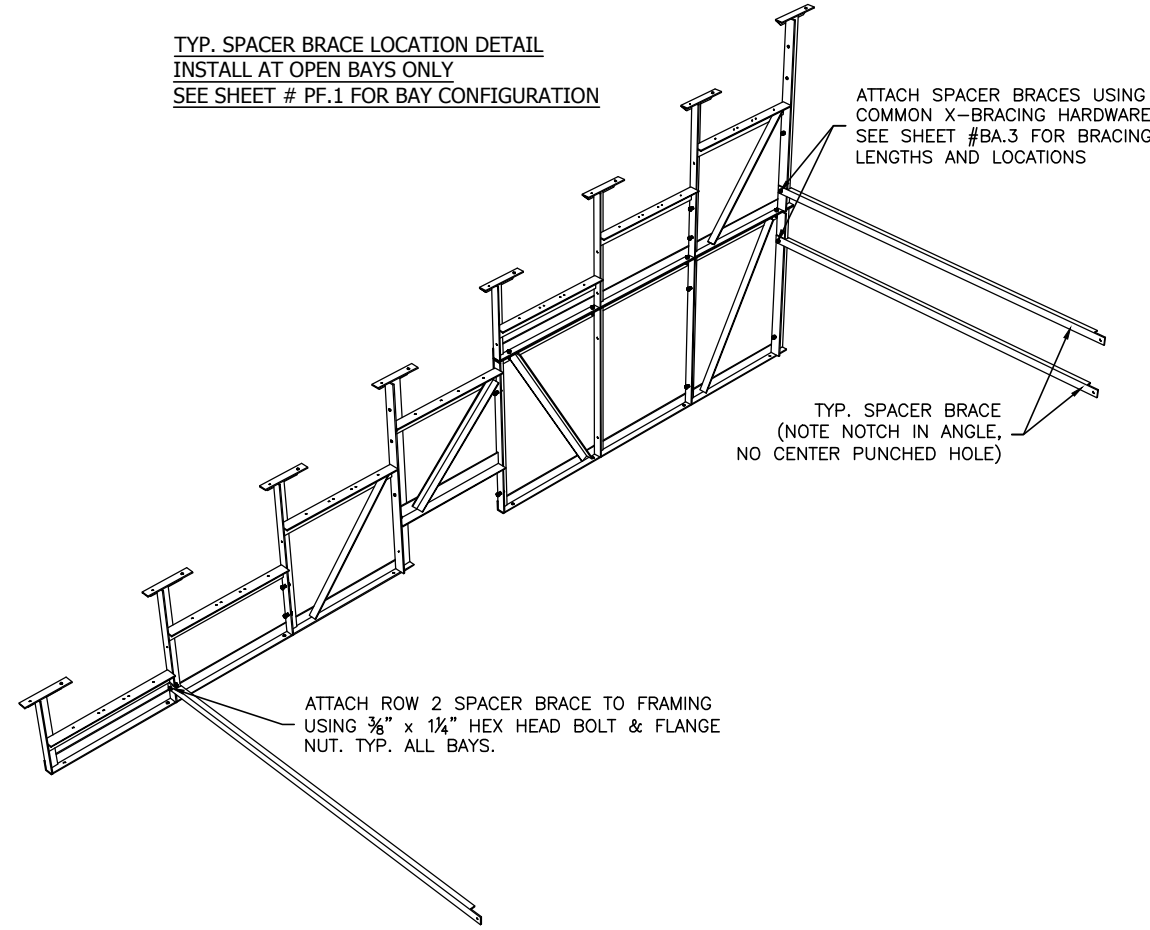 TYP. SPACER BRACE LOCATION DETAIL
INSTALL AT OPEN BAYS ONLY
SEE SHEET # PF.1 FOR BAY CONFIGURATION
ATTACH SPACER BRACES USING
COMMON X-BRACING HARDWARE
SEE SHEET #BA.3 FOR BRACING
LENGTHS AND LOCATIONS
TYP. SPACER BRACE
(NOTE NOTCH IN ANGLE,
NO CENTER PUNCHED HOLE)
ATTACH ROW 2 SPACER BRACE TO FRAMING
USING ⅜" x 1¼" HEX HEAD BOLT & FLANGE
NUT. TYP. ALL BAYS.